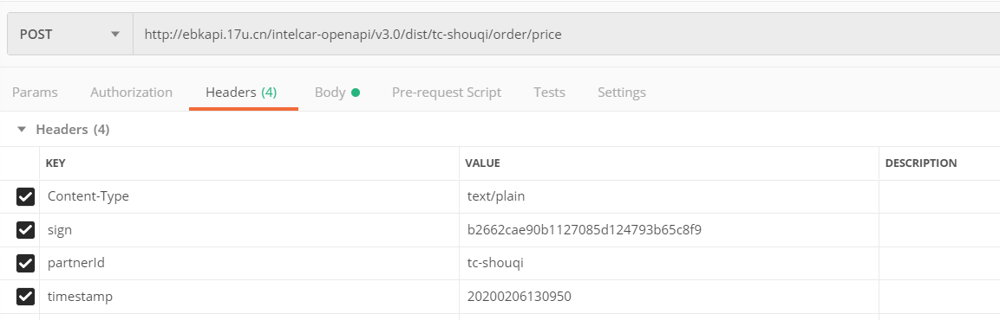 POST http://ebkapi.17u.cn/intelcar-openapi/v3.0/dist/tc-shouqi/order/price
Params Authorization Headers (4) Body Pre-request Script Tests Settings
Headers (4)
KEY VALUE DESCRIPTION
Content-Type text/plain
sign b2662cae90b1127085d124793b65c8f9
partnerId tc-shouqi
timestamp 20200206130950